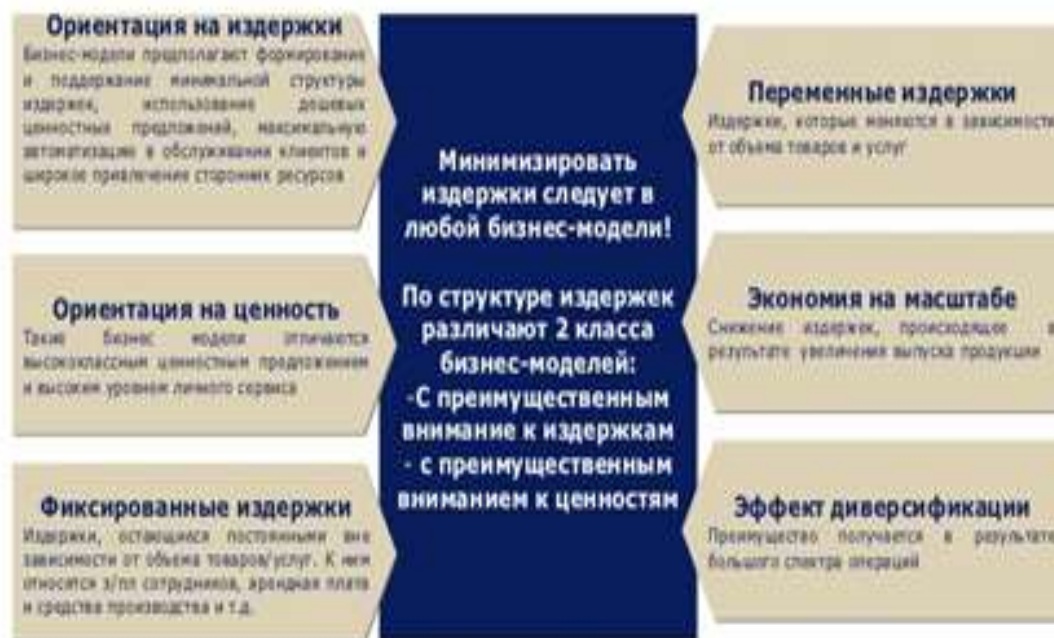 Ориентация на издержки
Бизнес-модели предполагают формирование
и поддержание минимальной структуры
издержек, использование дешевых
ценностных предложений, максимальную
автоматизацию в обслуживании клиентов и
широкое привлечение сторонних ресурсов
Ориентация на ценность
Такие бизнес модели отличаются
высококлассным ценностным предложением
и высоким уровнем личного сервиса
Фиксированные издержки
Издержки, остающиеся постоянными вне
зависимости от объема товаров/услуг. К ним
относятся з/пл сотрудников, арендная плата
и средства производства и т.д.
Минимизировать
издержки следует в
любой бизнес-модели!
По структуре издержек
различают 2 класса
бизнес-моделей:
-С преимущественным
внимание к издержкам
- с преимущественным
вниманием к ценностям
Переменные издержки
Издержки, которые меняются в зависимости
от объема товаров и услуг
Экономия на масштабе
Снижение издержек, происходящее в
результате увеличения выпуска продукции
Эффект диверсификации
Преимущество получается в результате
большого спектра операций